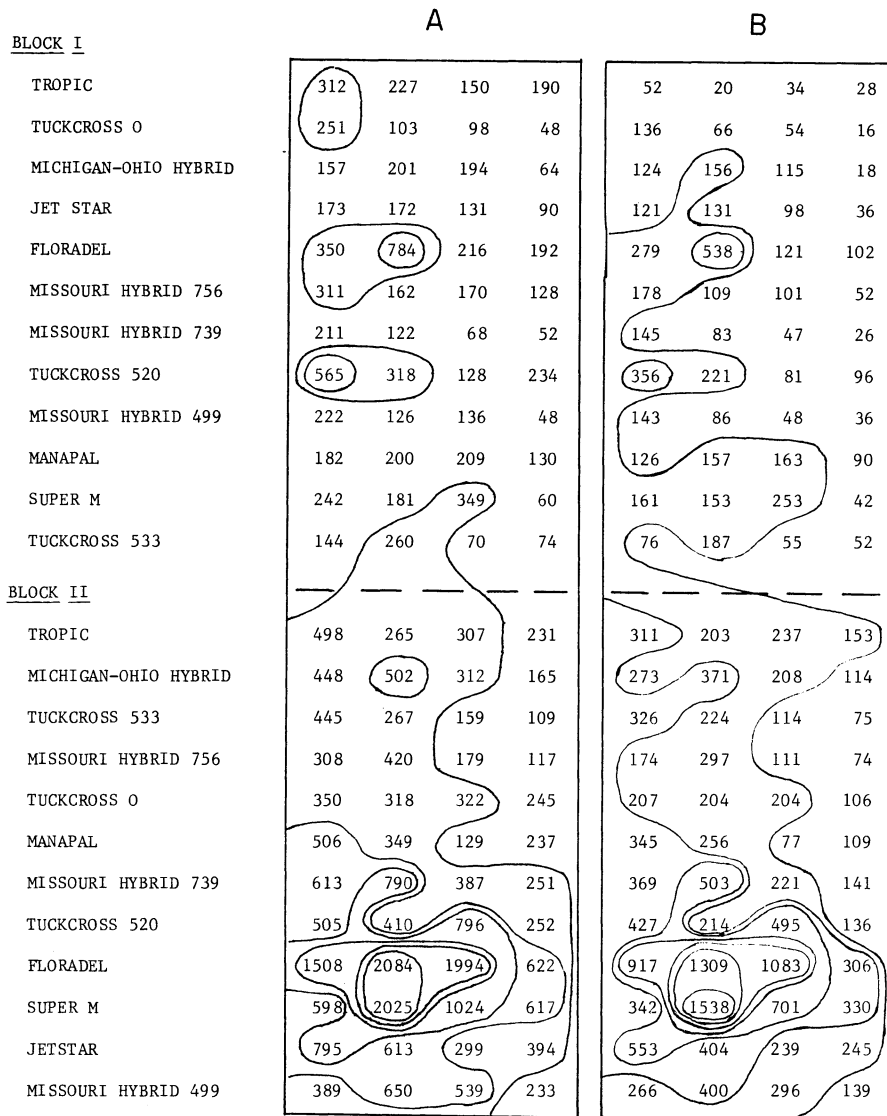 A B
BLOCK I
TROPIC 312 227 150 190 52 20 34 28
TUCKCROSS O 251 103 98 48 136 66 54 16
MICHIGAN-OHIO HYBRID 157 201 194 64 124 156 115 18
JET STAR 173 172 131 90 121 131 98 36
FLORADEL 350 784 216 192 279 538 121 102
MISSOURI HYBRID 756 311 162 170 128 178 109 101 52
MISSOURI HYBRID 739 211 122 68 52 145 83 47 26
TUCKCROSS 520 565 318 128 234 356 221 81 96
MISSOURI HYBRID 499 222 126 136 48 143 86 48 36
MANAPAL 182 200 209 130 126 157 163 90
SUPER M 242 181 349 60 161 153 253 42
TUCKCROSS 533 144 260 70 74 76 187 55 52
BLOCK II
TROPIC 498 265 307 231 311 203 237 153
MICHIGAN-OHIO HYBRID 448 502 312 165 273 371 208 114
TUCKCROSS 533 445 267 159 109 326 224 114 75
MISSOURI HYBRID 756 308 420 179 117 174 297 111 74
TUCKCROSS O 350 318 322 245 207 204 204 106
MANAPAL 506 349 129 237 345 256 77 109
MISSOURI HYBRID 739 613 790 387 251 369 503 221 141
TUCKCROSS 520 505 410 796 252 427 214 495 136
FLORADEL 1508 2084 1994 622 917 1309 1083 306
SUPER M 598 2025 1024 617 342 1538 701 330
JETSTAR 795 613 299 394 553 404 239 245
MISSOURI HYBRID 499 389 650 539 233 266 400 296 139